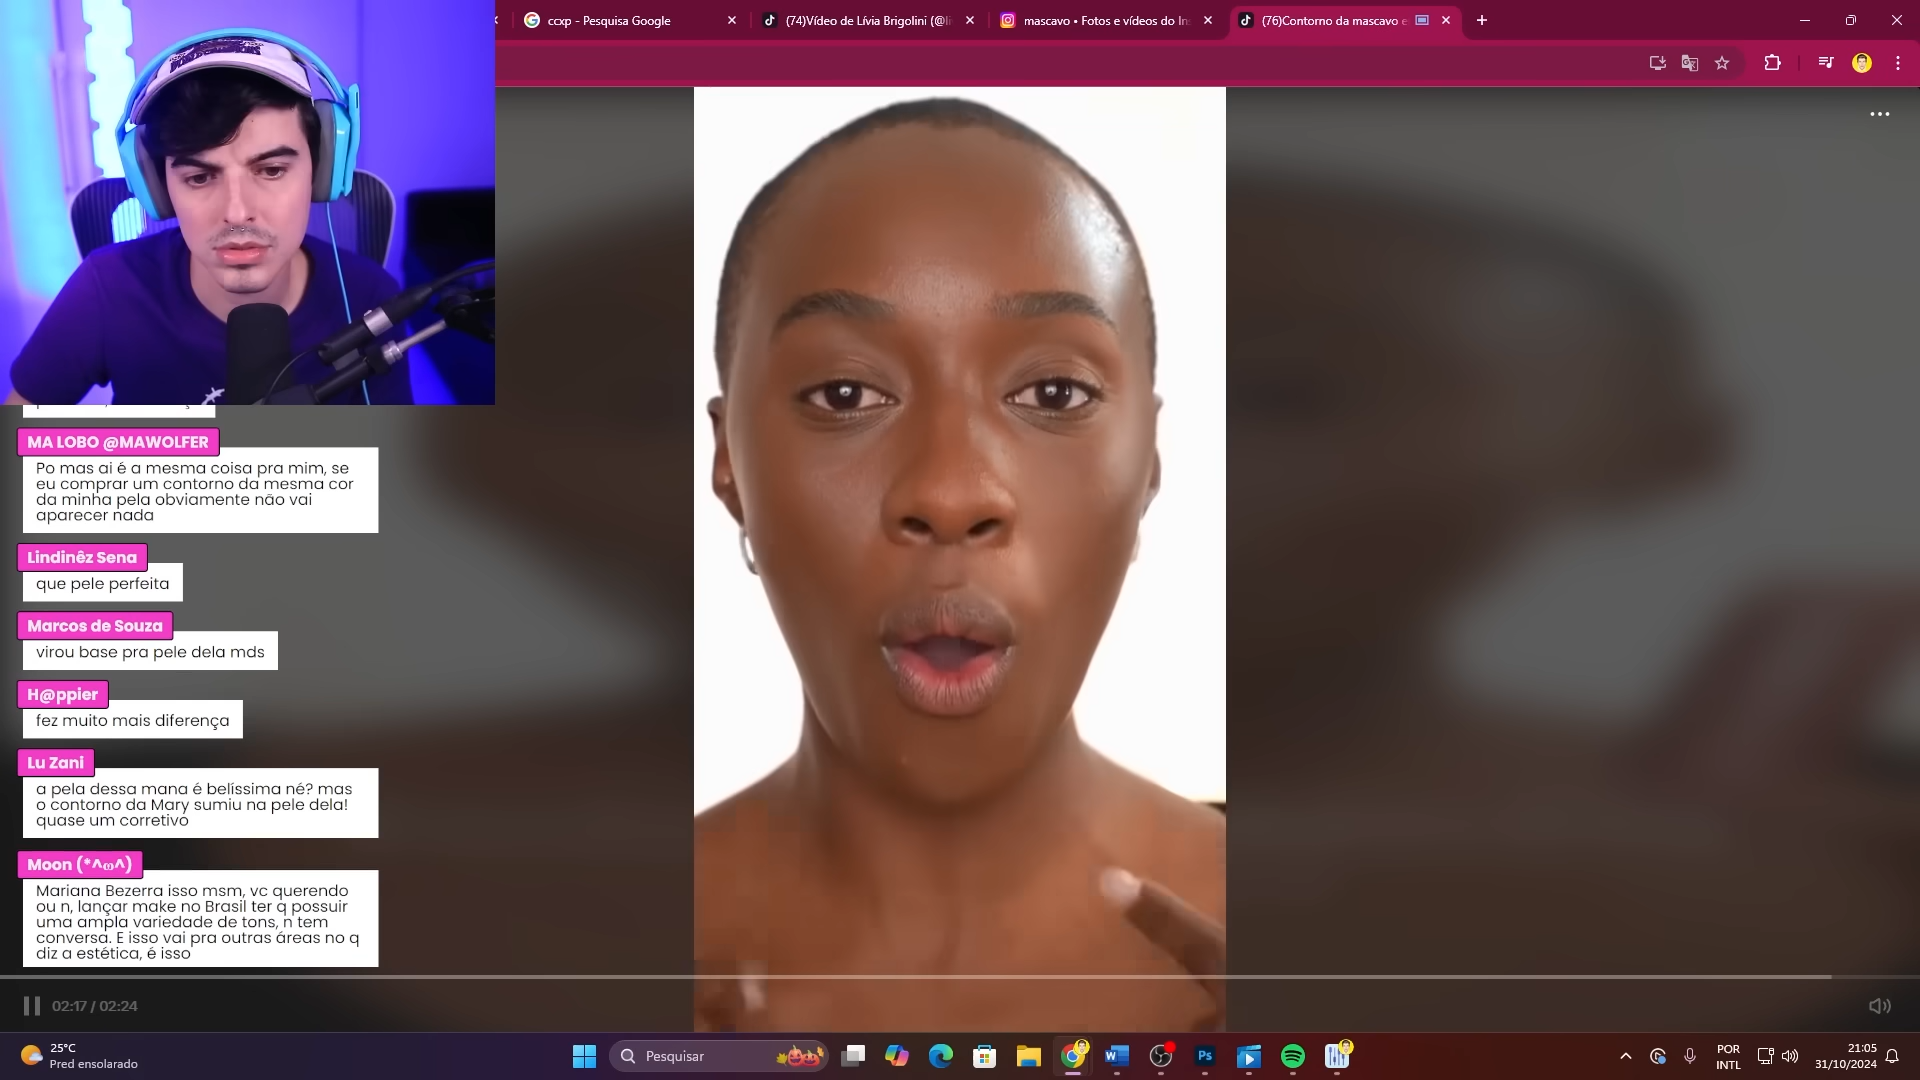 ccxp - Pesquisa Google
(74)Vídeo de Lívia Brigolini (@li
mascavo • Fotos e vídeos do In
(76)Contorno da mascavo e
MA LOBO @MAWOLFER
Po mas ai é a mesma coisa pra mim, se
eu comprar um contorno da mesma cor
da minha pela obviamente não vai
aparecer nada
Lindinêz Sena
que pele perfeita
Marcos de Souza
virou base pra pele dela mds
H@ppier
fez muito mais diferença
Lu Zani
a pela dessa mana é belíssima né? mas
o contorno da Mary sumiu na pele dela!
quase um corretivo
Moon (*^ω^)
Mariana Bezerra isso msm, vc querendo
ou n, lançar make no Brasil ter q possuir
uma ampla variedade de tons, n tem
conversa. E isso vai pra outras áreas no q
diz a estética, é isso
02:17 / 02:24
25°C
Pred ensolarado
Pesquisar
POR
INTL
21:05
31/10/2024